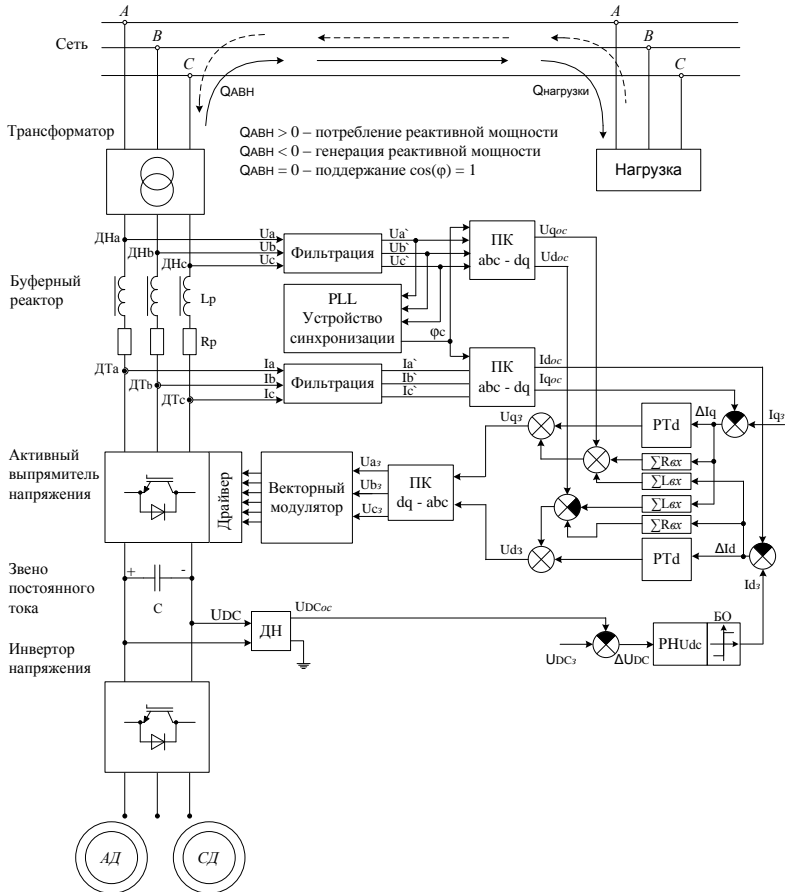 A
A
B
B
Сеть
C
C
QАВН
Qнагрузки
Трансформатор
QАВН > 0 – потребление реактивной мощности
QАВН < 0 – генерация реактивной мощности
QАВН = 0 – поддержание cos(φ) = 1
Нагрузка
ДНа
ДНb
ДНс
Ua
Ub
Uc
Фильтрация
Ua`
Ub`
Uc`
ПК
abc - dq
Uqос
Udос
Буферный
реактор
Lр
Rр
PLL
Устройство
синхронизации
φc
ДТа
ДТb
ДТс
Ia
Ib
Ic
Фильтрация
Ia`
Ib`
Ic`
ПК
abc - dq
Idос
Iqос
Uqз
РТd
ΔIq
Iqз
Активный
выпрямитель
напряжения
Драйвер
Векторный
модулятор
Uaз
Ubз
Ucз
ПК
dq - abc
∑Rвх
∑Lвх
∑Lвх
∑Rвх
Udз
РТd
ΔId
Idз
Звено
постоянного
тока
+
-
C
UDC
ДН
UDCос
UDCз
ΔUDC
РНUdc
БО
Инвертор
напряжения
АД
СД